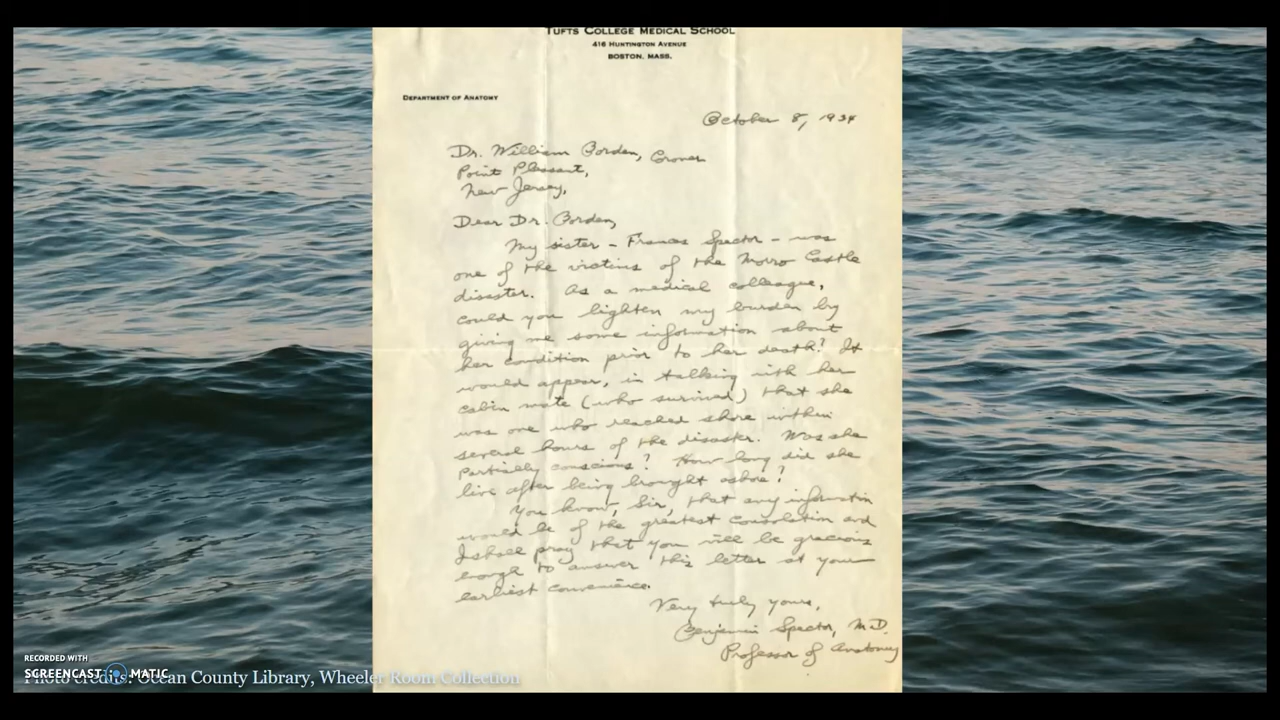 TUFTS COLLEGE MEDICAL SCHOOL
416 HUNTINGTON AVENUE
BOSTON, MASS.
DEPARTMENT OF ANATOMY
October 8, 1934
Dr. William Borden, Croner
Point Pleasant,
New Jersey,
Dear Dr. Borden,
My sister – Frances Spector – was
one of the victims of the Morro Castle
disaster. As a medical colleague,
could you lighten my burden by
giving me some information about
her condition prior to her death? It
would appear, in talking with her
cabin mate (who survived) that she
was one who reached shore within
several hours of the disaster. Was she
partially conscious? How long did she
live after being brought ashore?
You know, Sir, that any information
would be of the greatest consolation and
I shall pray that you will be gracious
enough to answer this letter at your
earliest convenience.
Very truly yours,
Benjamin Spector, M.D.
Professor of Anatomy
RECORDED WITH
SCREENCAST MATIC
Photo credits: Ocean County Library, Wheeler Room Collection